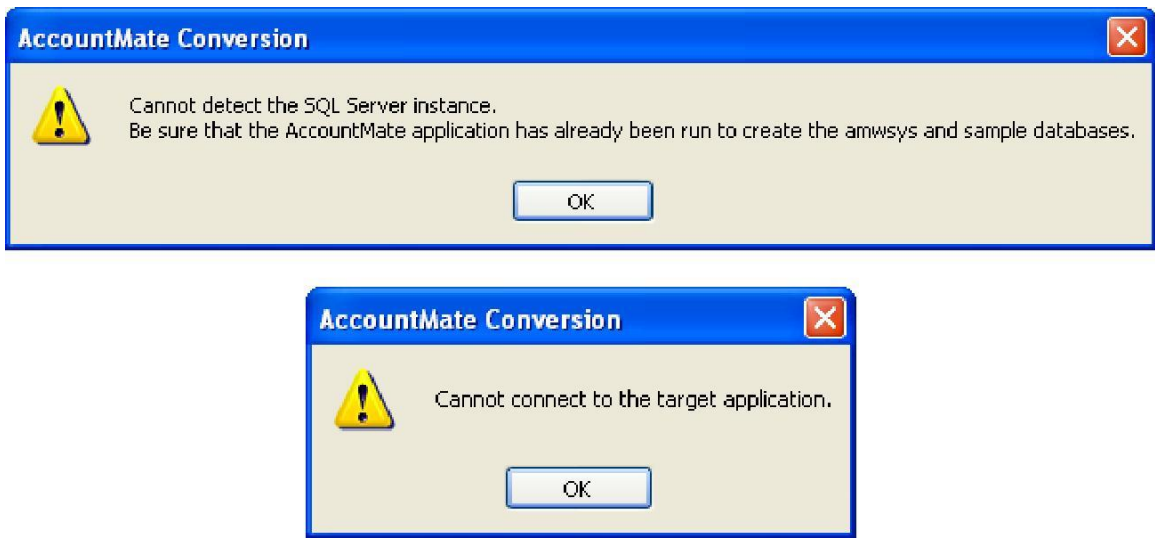 AccountMate Conversion
Cannot detect the SQL Server instance.
Be sure that the AccountMate application has already been run to create the amwsys and sample databases.
OK
AccountMate Conversion
Cannot connect to the target application.
OK